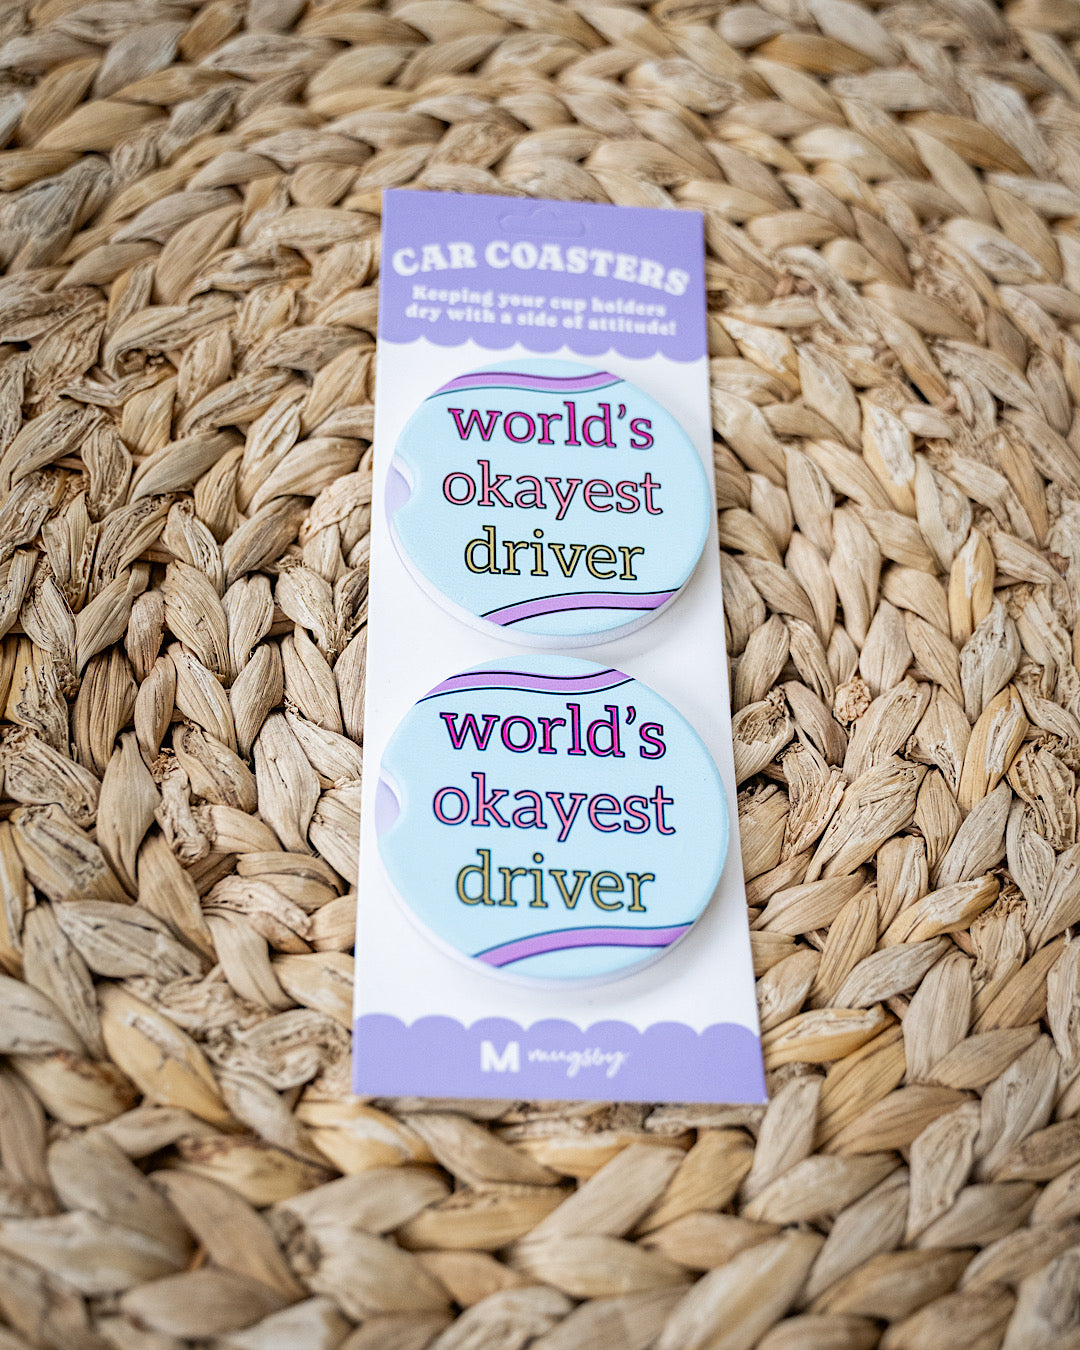 CAR COASTERS
Keeping your cup holders
dry with a side of attitude!
world's
okayest
driver
world's
okayest
driver
M mugsby